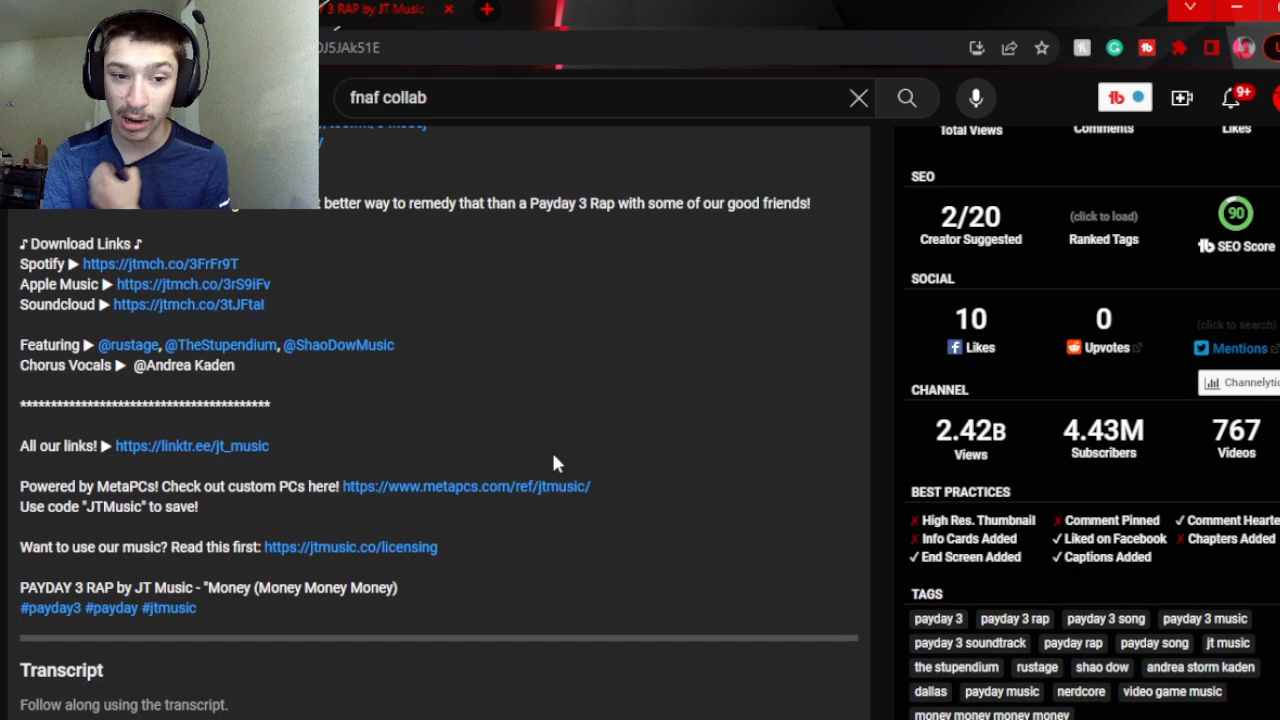 3 RAP by JT Music
0J5JAk51E
fnaf collab
9+
better way to remedy that than a Payday 3 Rap with some of our good friends!
♪ Download Links ♪
Spotify ▶ https://jtmch.co/3FrFr9T
Apple Music ▶ https://jtmch.co/3rS9iFv
Soundcloud ▶ https://jtmch.co/3tJFtaI
Featuring ▶ @rustage, @TheStupendium, @ShaoDowMusic
Chorus Vocals ▶ @Andrea Kaden
*****************************************
All our links! ▶ https://linktr.ee/jt_music
Powered by MetaPCs! Check out custom PCs here! https://www.metapcs.com/ref/jtmusic/
Use code "JTMusic" to save!
Want to use our music? Read this first: https://jtmusic.co/licensing
PAYDAY 3 RAP by JT Music - "Money (Money Money Money)
#payday3 #payday #jtmusic
Transcript
Follow along using the transcript.
Total Views Comments Likes
SEO
2/20 (click to load) 90
Creator Suggested Ranked Tags tb SEO Score
SOCIAL
10 0 (click to search)
Likes Upvotes Mentions
Channelytic
CHANNEL
2.42B 4.43M 767
Views Subscribers Videos
BEST PRACTICES
✗ High Res. Thumbnail ✗ Comment Pinned ✓ Comment Hearte
✗ Info Cards Added ✓ Liked on Facebook ✗ Chapters Added
✓ End Screen Added ✓ Captions Added
TAGS
payday 3 payday 3 rap payday 3 song payday 3 music
payday 3 soundtrack payday rap payday song jt music
the stupendium rustage shao dow andrea storm kaden
dallas payday music nerdcore video game music
money money money money